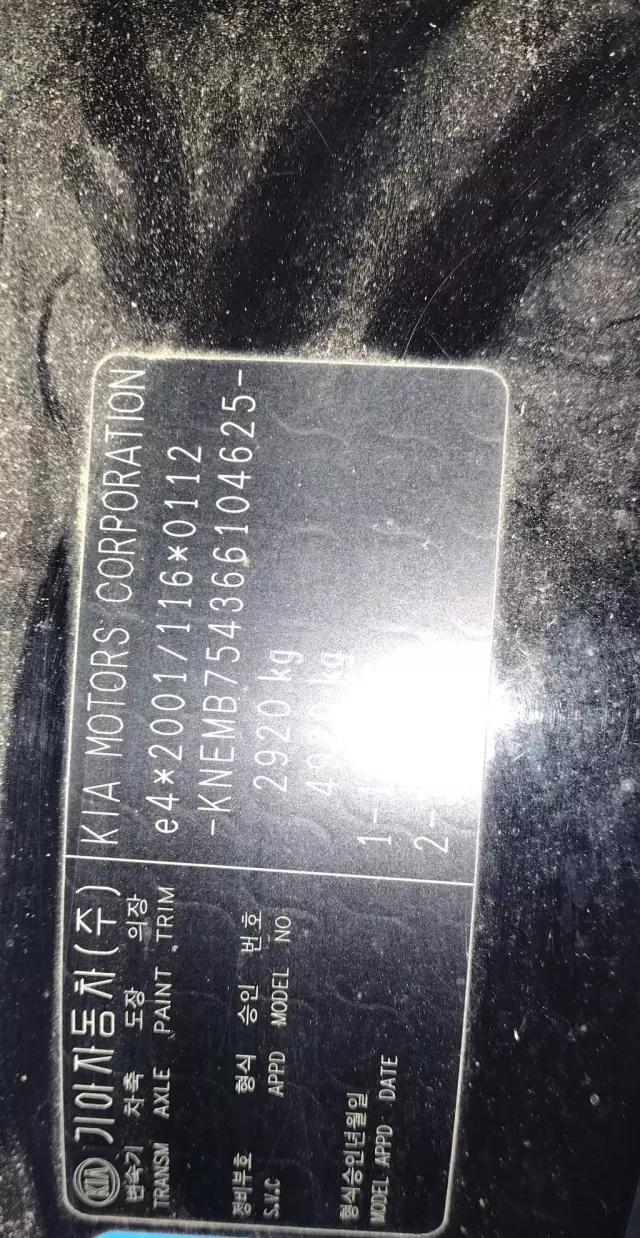 KIA 기아자동차(주) KIA MOTORS CORPORATION
변속기 차축 도장 의장
TRANSM AXLE PAINT TRIM
정비부호 형식 승인 번호
S.V.C APPD MODEL NO
형식승인년월일
MODEL APPD DATE
e4*2001/116*0112
-KNEMB754366104625-
2920 kg
kg
1-
2-